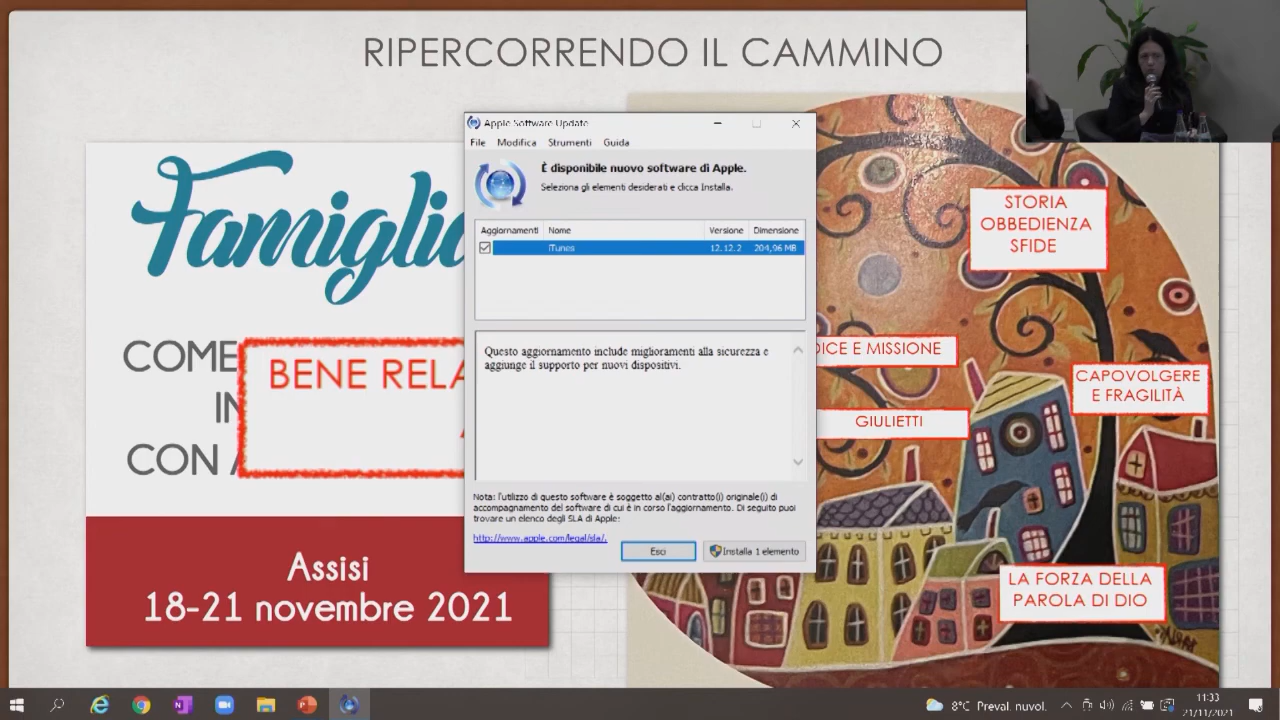 RIPERCORRENDO IL CAMMINO
Famiglia
COME
IN
CON A
BENE RELA
Assisi
18-21 novembre 2021
Apple Software Update
File Modifica Strumenti Guida
È disponibile nuovo software di Apple.
Seleziona gli elementi desiderati e clicca Installa.
Aggiornamenti Nome Versione Dimensione
iTunes 12.12.2 204,96 MB
Questo aggiornamento include miglioramenti alla sicurezza e
aggiunge il supporto per nuovi dispositivi.
Nota: l'utilizzo di questo software è soggetto al(ai) contratto(i) originale(i) di
accompagnamento del software di cui è in corso l'aggiornamento. Di seguito puoi
trovare un elenco degli SLA di Apple:
http://www.apple.com/legal/sla/.
Esci Installa 1 elemento
STORIA
OBBEDIENZA
SFIDE
DICE E MISSIONE
CAPOVOLGERE
E FRAGILITÀ
GIULIETTI
LA FORZA DELLA
PAROLA DI DIO
8°C Preval. nuvol.
11:33
21/11/2021